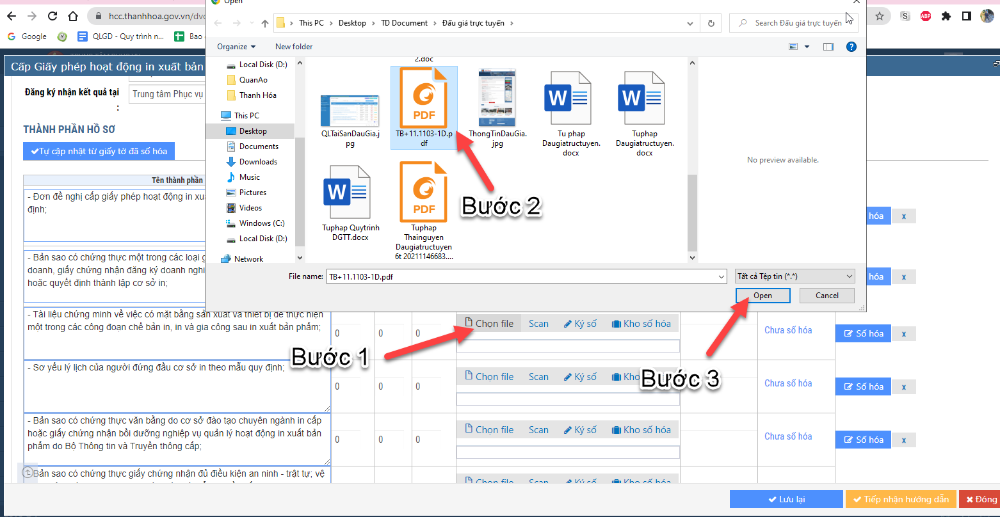 Open
hcc.thanhhoa.gov.vn/dvc
This PC > Desktop > TD Document > Đấu giá trực tuyến >
Search Đấu giá trực tuyến
S
ABP
Google
QLGD - Quy trình n...
Bao
Organize
New folder
?
Cấp Giấy phép hoạt động in xuất bản
Đăng ký nhận kết quả tại
:
Trung tâm Phục vụ
THÀNH PHẦN HỒ SƠ
Tự cập nhật từ giấy tờ đã số hóa
Local Disk (D:)
QuanAo
Thanh Hóa
This PC
Desktop
Documents
Downloads
Music
Pictures
Videos
Windows (C:)
Local Disk (D:)
Network
2.doc
QLTaiSanDauGia.j
pg
PDF
TB+11.1103-1D.p
df
ThongTinDauGia.
jpg
W
Tu phap
Daugiatructuyen.
docx
W
Tuphap
Daugiatructuyen.
docx
W
Tuphap Quytrinh
DGTT.docx
PDF
Tuphap
Thainguyen
Daugiatructuyen
6t 20211146683....
No preview available.
Bước 2
File name:
TB+11.1103-1D.pdf
Tất cả Tệp tin (*.*)
Open
Cancel
Tên thành phần
- Đơn đề nghị cấp giấy phép hoạt động in xuấ
định;
hóa
x
- Bản sao có chứng thực một trong các loại g
doanh, giấy chứng nhận đăng ký doanh nghi
hoặc quyết định thành lập cơ sở in;
hóa
x
- Tài liệu chứng minh về việc có mặt bằng sản xuất và thiết bị để thực hiện
một trong các công đoạn chế bản in, in và gia công sau in xuất bản phẩm;
0 0 0
Chọn file Scan Ký số Kho số hóa
Chưa số hóa
Số hóa
x
Bước 1
Bước 3
- Sơ yếu lý lịch của người đứng đầu cơ sở in theo mẫu quy định;
0 0 0
Chọn file Scan Ký số Kho
Chưa số hóa
Số hóa
x
- Bản sao có chứng thực văn bằng do cơ sở đào tạo chuyên ngành in cấp
hoặc giấy chứng nhận bồi dưỡng nghiệp vụ quản lý hoạt động in xuất bản
phẩm do Bộ Thông tin và Truyền thông cấp;
0 0 0
Chọn file Scan Ký số Kho số hóa
Chưa số hóa
Số hóa
x
Bản sao có chứng thực giấy chứng nhận đủ điều kiện an ninh - trật tự; vệ
Chọn file Scan Ký số Kho số hóa
Lưu lại
Tiếp nhận hướng dẫn
Đóng